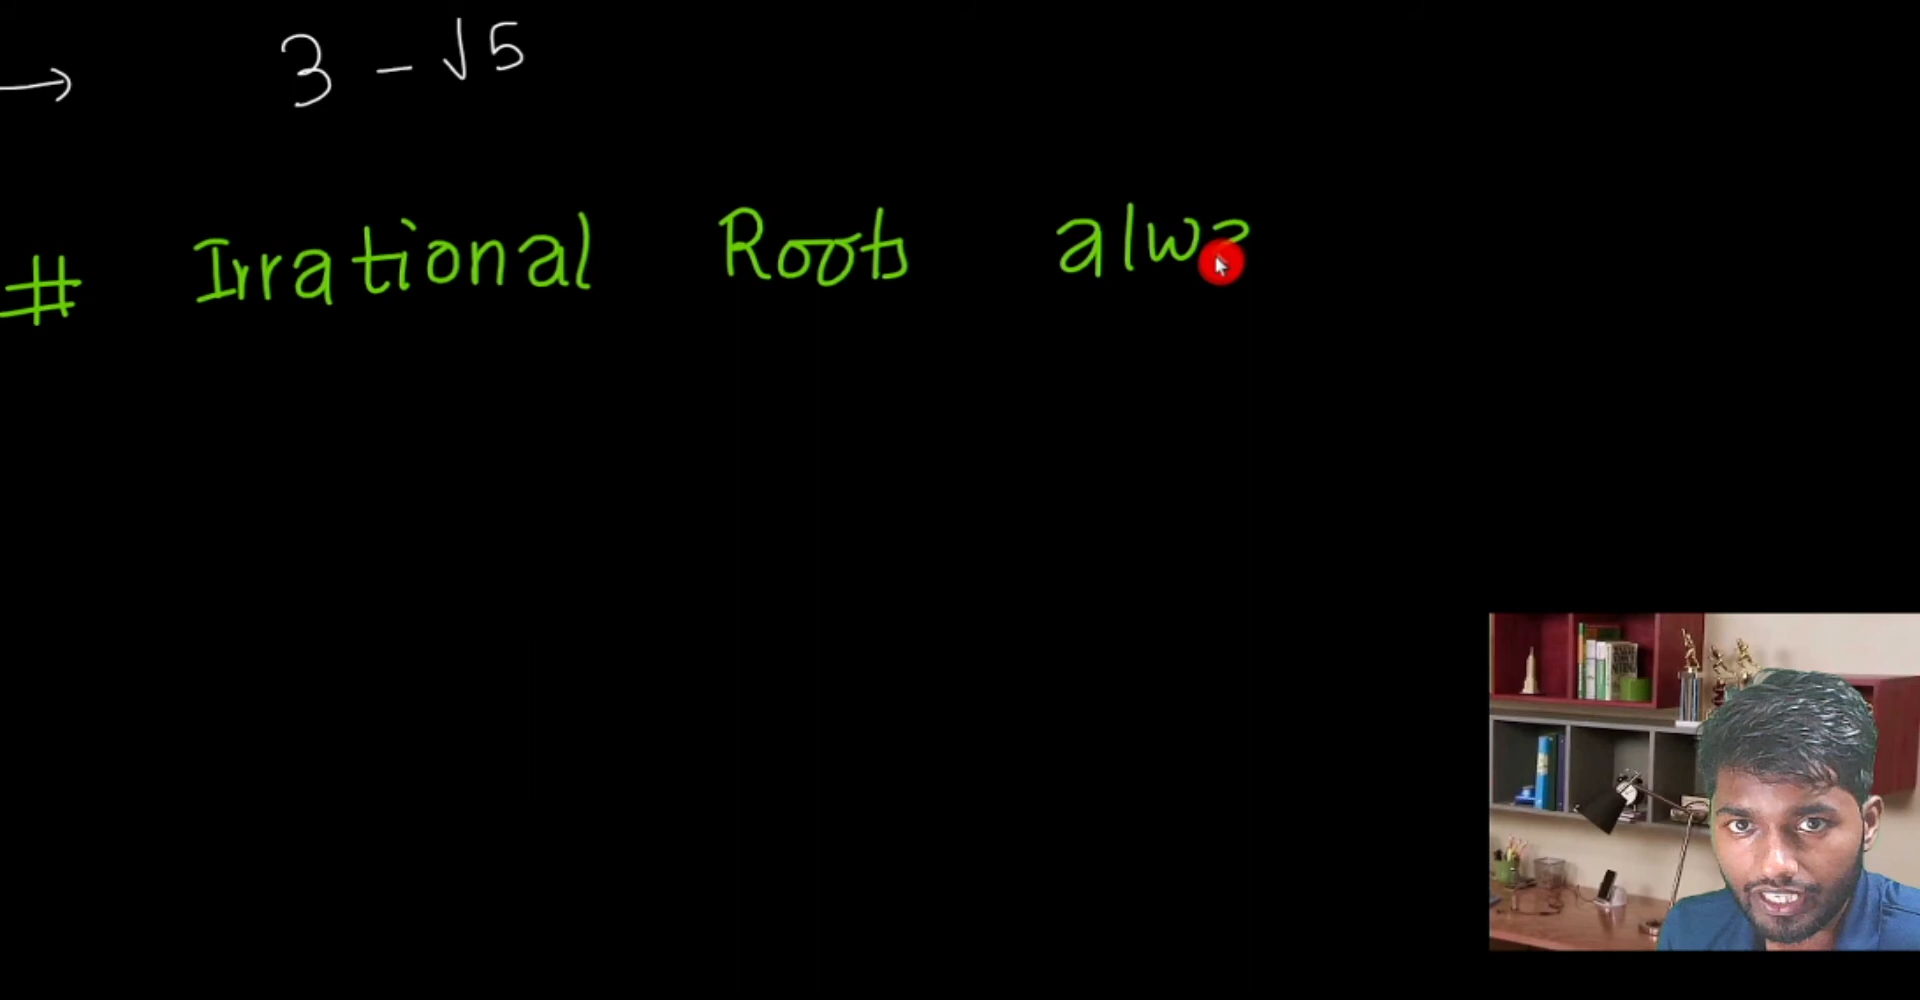 → 3 - √5
# Irrational Roots alwa